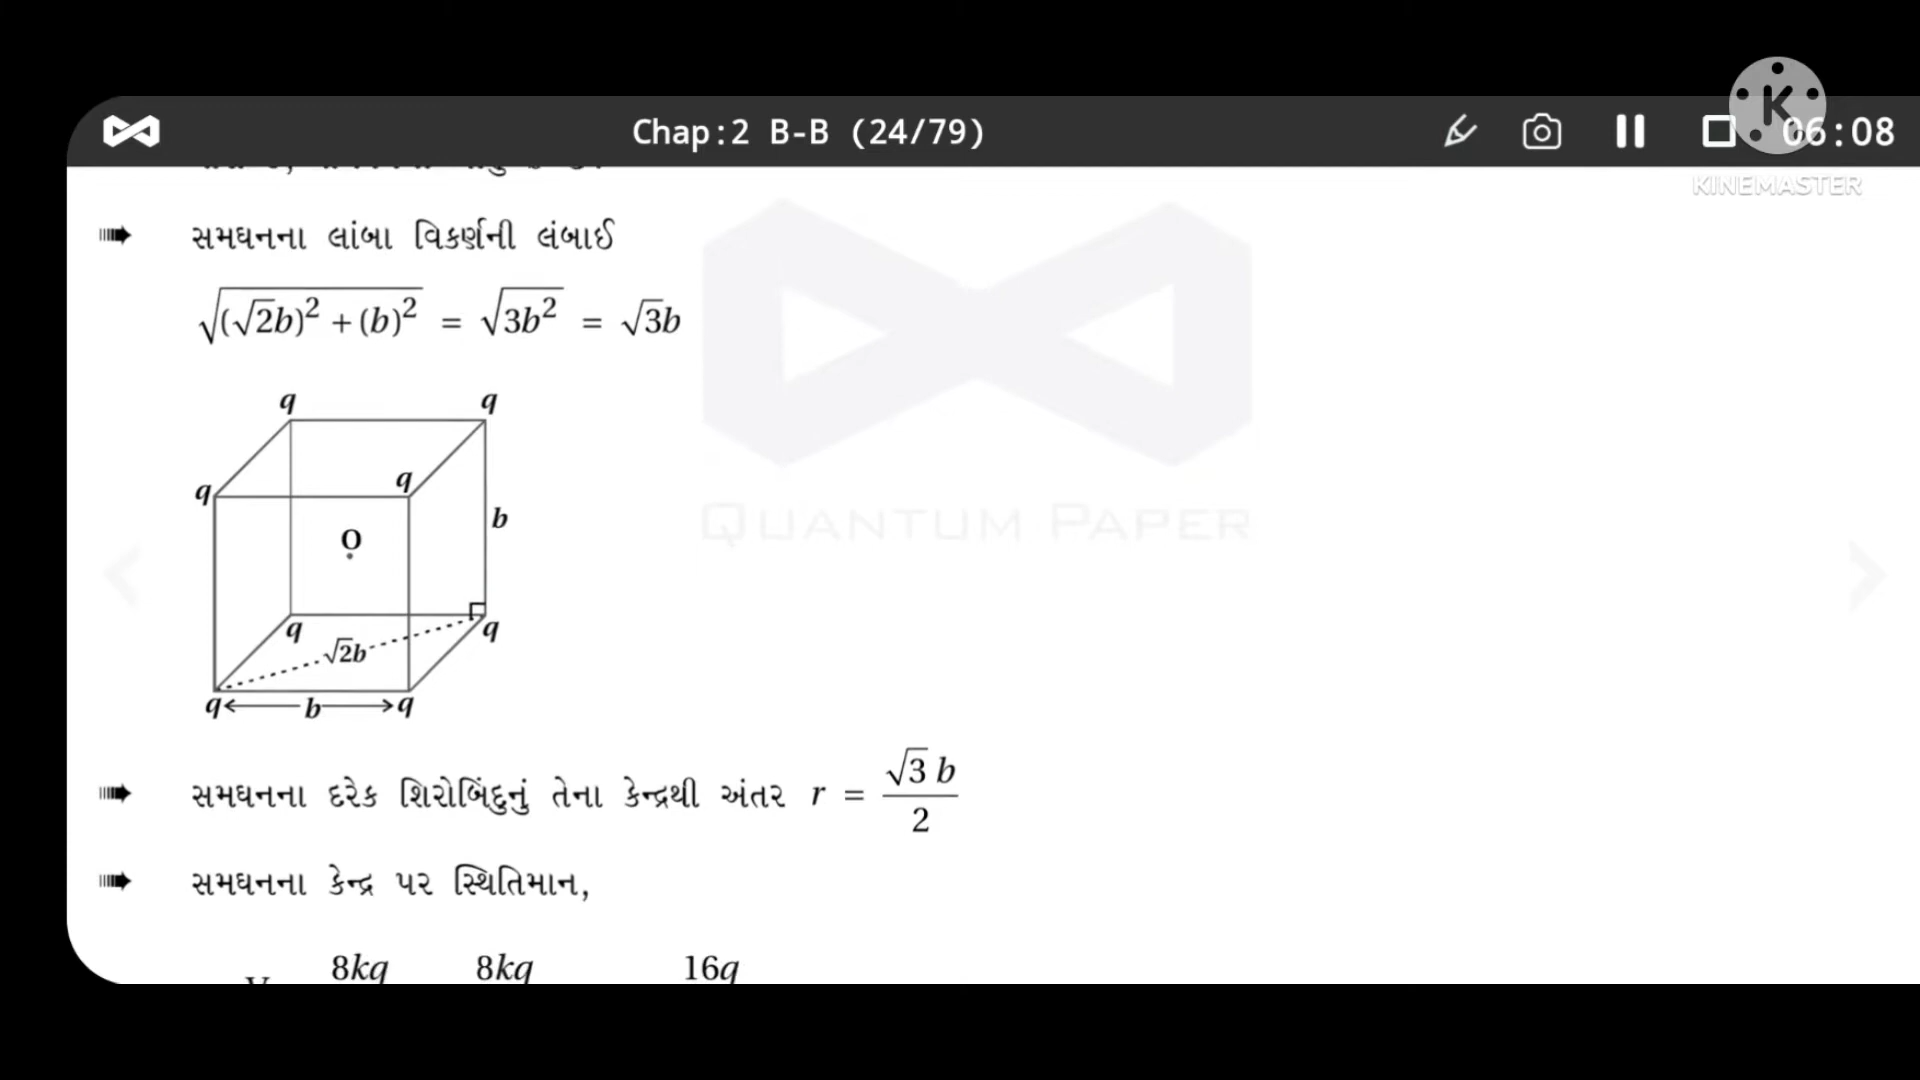 Chap:2 B-B (24/79)
06:08
KINEMASTER
સમઘનના લાંબા વિકર્ણની લંબાઈ
√(√2b)² + (b)² = √3b² = √3b
q q
q q
b
O
q q
√2b
q b q
QUANTUM PAPER
સમઘનના દરેક શિરોબિંદુનું તેના કેન્દ્રથી અંતર r = √3 b / 2
સમઘનના કેન્દ્ર પર સ્થિતિમાન,
8kq 8kq 16q